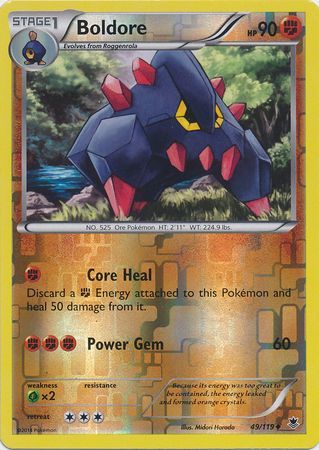 STAGE1
Boldore
HP 90
Evolves from Roggenrola
NO. 525 Ore Pokémon HT: 2'11" WT: 224.9 lbs.
Core Heal
Discard a Energy attached to this Pokémon and
heal 50 damage from it.
Power Gem 60
weakness resistance
×2
retreat
Because its energy was too great to
be contained, the energy leaked
and formed orange crystals.
©2014 Pokémon
Illus. Midori Harada
49/119